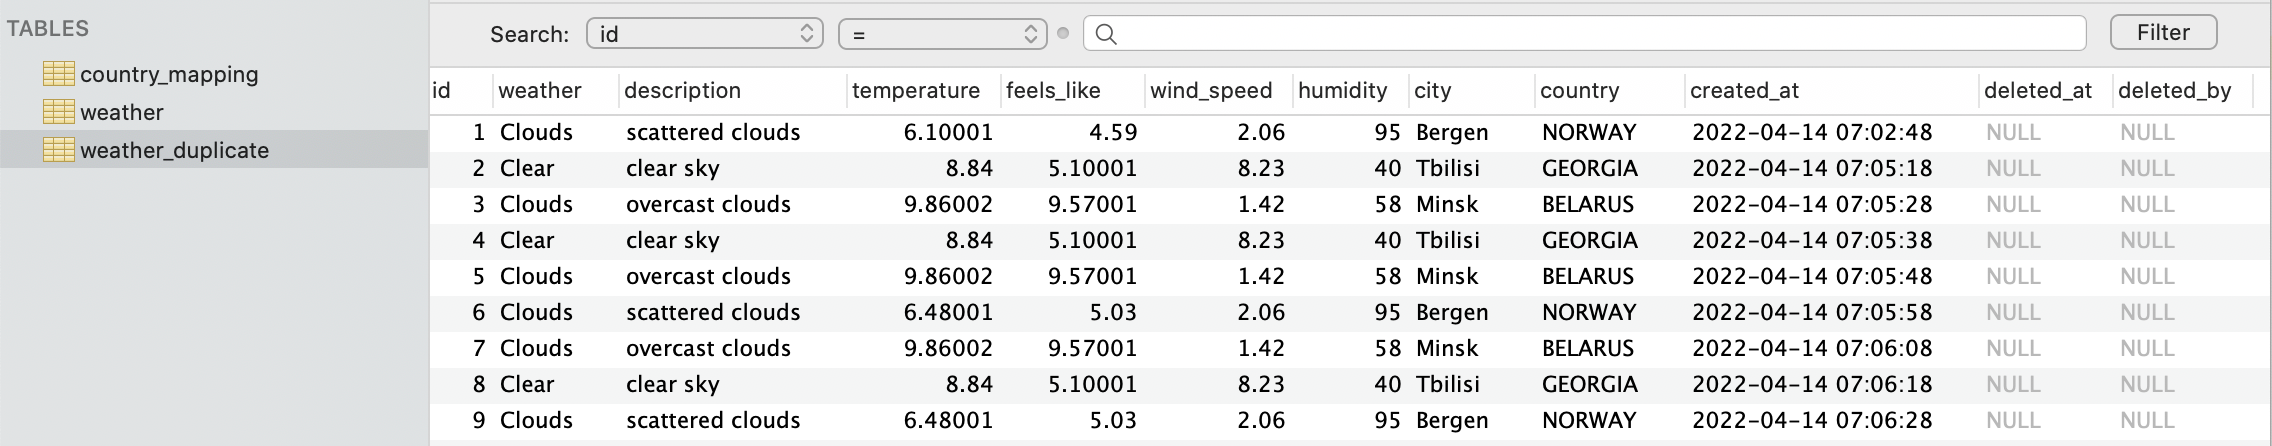 TABLES
country_mapping
weather
weather_duplicate
Search: id = Filter
id weather description temperature feels_like wind_speed humidity city country created_at deleted_at deleted_by
1 Clouds scattered clouds 6.10001 4.59 2.06 95 Bergen NORWAY 2022-04-14 07:02:48 NULL NULL
2 Clear clear sky 8.84 5.10001 8.23 40 Tbilisi GEORGIA 2022-04-14 07:05:18 NULL NULL
3 Clouds overcast clouds 9.86002 9.57001 1.42 58 Minsk BELARUS 2022-04-14 07:05:28 NULL NULL
4 Clear clear sky 8.84 5.10001 8.23 40 Tbilisi GEORGIA 2022-04-14 07:05:38 NULL NULL
5 Clouds overcast clouds 9.86002 9.57001 1.42 58 Minsk BELARUS 2022-04-14 07:05:48 NULL NULL
6 Clouds scattered clouds 6.48001 5.03 2.06 95 Bergen NORWAY 2022-04-14 07:05:58 NULL NULL
7 Clouds overcast clouds 9.86002 9.57001 1.42 58 Minsk BELARUS 2022-04-14 07:06:08 NULL NULL
8 Clear clear sky 8.84 5.10001 8.23 40 Tbilisi GEORGIA 2022-04-14 07:06:18 NULL NULL
9 Clouds scattered clouds 6.48001 5.03 2.06 95 Bergen NORWAY 2022-04-14 07:06:28 NULL NULL